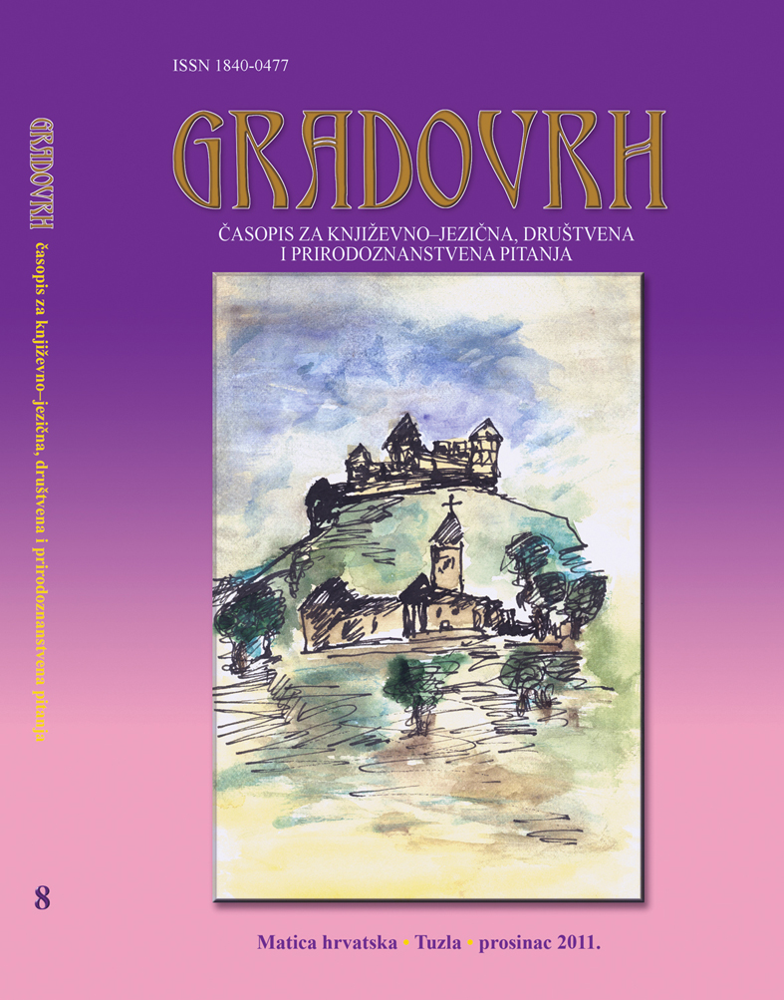 GRADOVRH časopis za književno–jezična, društvena i prirodoznanstvena pitanja
8
ISSN 1840-0477
GRADOVRH
ČASOPIS ZA KNJIŽEVNO–JEZIČNA, DRUŠTVENA
I PRIRODOZNANSTVENA PITANJA
Matica hrvatska • Tuzla • prosinac 2011.